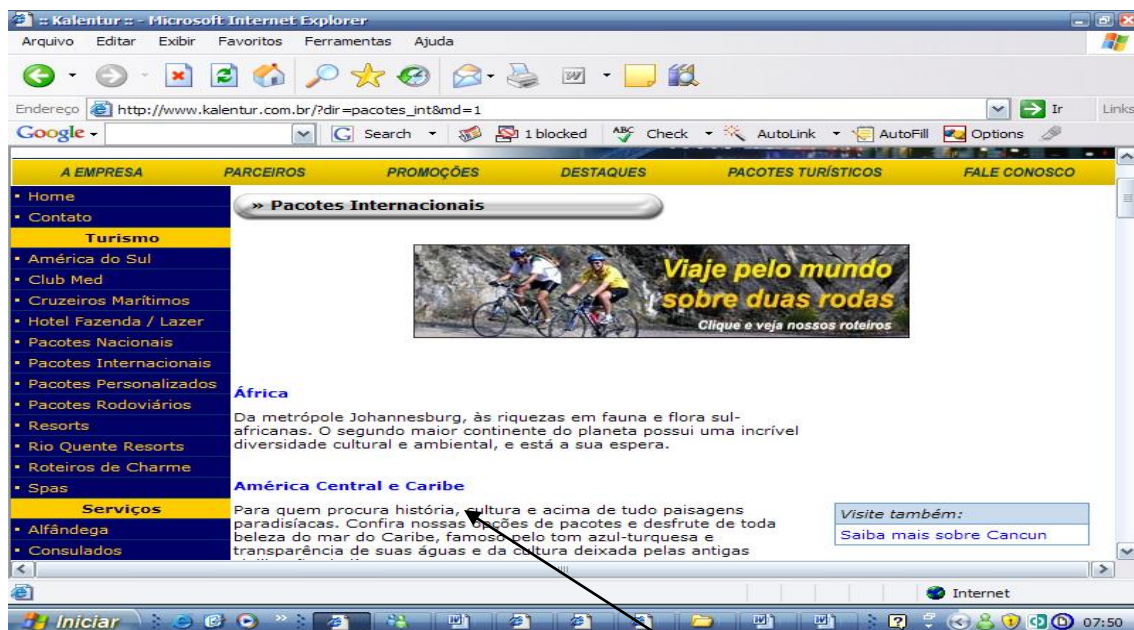 :: Kalentur :: - Microsoft Internet Explorer
Arquivo Editar Exibir Favoritos Ferramentas Ajuda
Endereço http://www.kalentur.com.br/?dir=pacotes_int&md=1 Ir Links
Google Search 1 blocked ABC Check AutoLink AutoFill Options
A EMPRESA PARCEIROS PROMOÇÕES DESTAQUES PACOTES TURÍSTICOS FALE CONOSCO
Home
Contato
Turismo
América do Sul
Club Med
Cruzeiros Marítimos
Hotel Fazenda / Lazer
Pacotes Nacionais
Pacotes Internacionais
Pacotes Personalizados
Pacotes Rodoviários
Resorts
Rio Quente Resorts
Roteiros de Charme
Spas
Serviços
Alfândega
Consulados
» Pacotes Internacionais
Viaje pelo mundo
sobre duas rodas
Clique e veja nossos roteiros
África
Da metrópole Johannesburg, às riquezas em fauna e flora sul-
africanas. O segundo maior continente do planeta possui uma incrível
diversidade cultural e ambiental, e está a sua espera.
América Central e Caribe
Para quem procura história, cultura e acima de tudo paisagens
paradisíacas. Confira nossas opções de pacotes e desfrute de toda
beleza do mar do Caribe, famoso pelo tom azul-turquesa e
transparência de suas águas e da cultura deixada pelas antigas
Visite também:
Saiba mais sobre Cancun
Internet
Iniciar 07:50